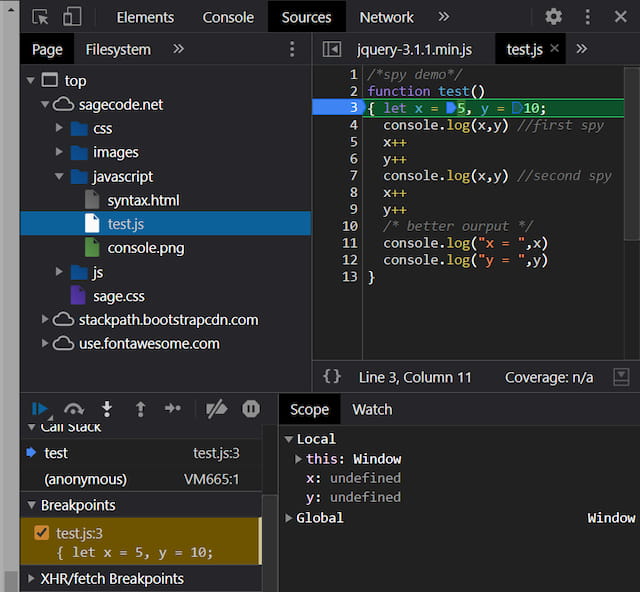 Elements Console Sources Network »
Page Filesystem »
top
sagecode.net
css
images
javascript
syntax.html
test.js
console.png
js
sage.css
stackpath.bootstrapcdn.com
use.fontawesome.com
jquery-3.1.1.min.js test.js × »
1 /*spy demo*/
2 function test()
3 { let x = 5, y = 10;
4 console.log(x,y) //first spy
5 x++
6 y++
7 console.log(x,y) //second spy
8 x++
9 y++
10 /* better ourput */
11 console.log("x = ",x)
12 console.log("y = ",y)
13 }
{} Line 3, Column 11 Coverage: n/a
Call Stack
test test.js:3
(anonymous) VM665:1
Breakpoints
test.js:3
{ let x = 5, y = 10;
XHR/fetch Breakpoints
Scope Watch
Local
this: Window
x: undefined
y: undefined
Global Window